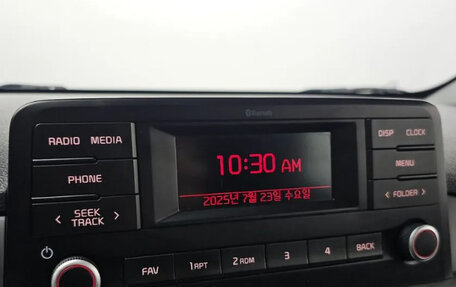 Bluetooth
RADIO MEDIA
DISP CLOCK
10:30 AM
MENU
PHONE
2025년 7월 23일 수요일
< FOLDER >
< SEEK TRACK >
FAV 1 RPT 2 RDM 3 4 BACK